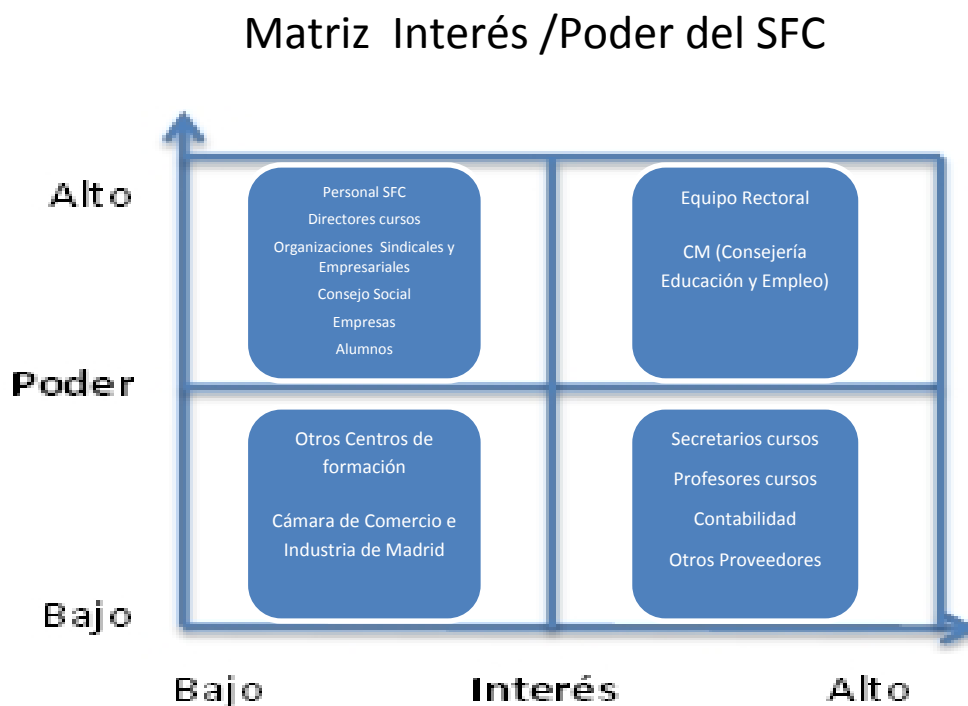 Matriz  Interés /Poder del SFC
Alto
Personal SFC
Directores cursos
Organizaciones  Sindicales y
Empresariales
Consejo Social
Empresas
Alumnos
Equipo Rectoral
CM (Consejería
Educación y Empleo)
Poder
Otros Centros de
formación
Cámara de Comercio e
Industria de Madrid
Secretarios cursos
Profesores cursos
Contabilidad
Otros Proveedores
Bajo
Bajo
Interés
Alto